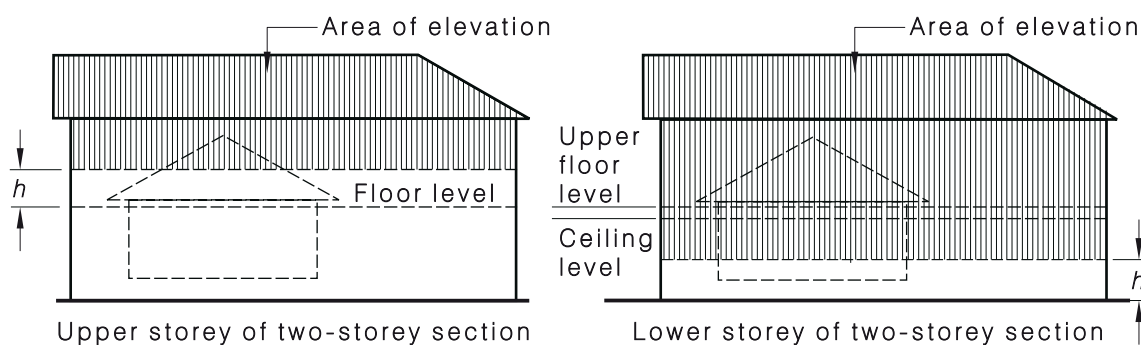 Area of elevation
h
Floor level
Upper storey of two-storey section
Area of elevation
Upper
floor
level
Ceiling
level
h
Lower storey of two-storey section